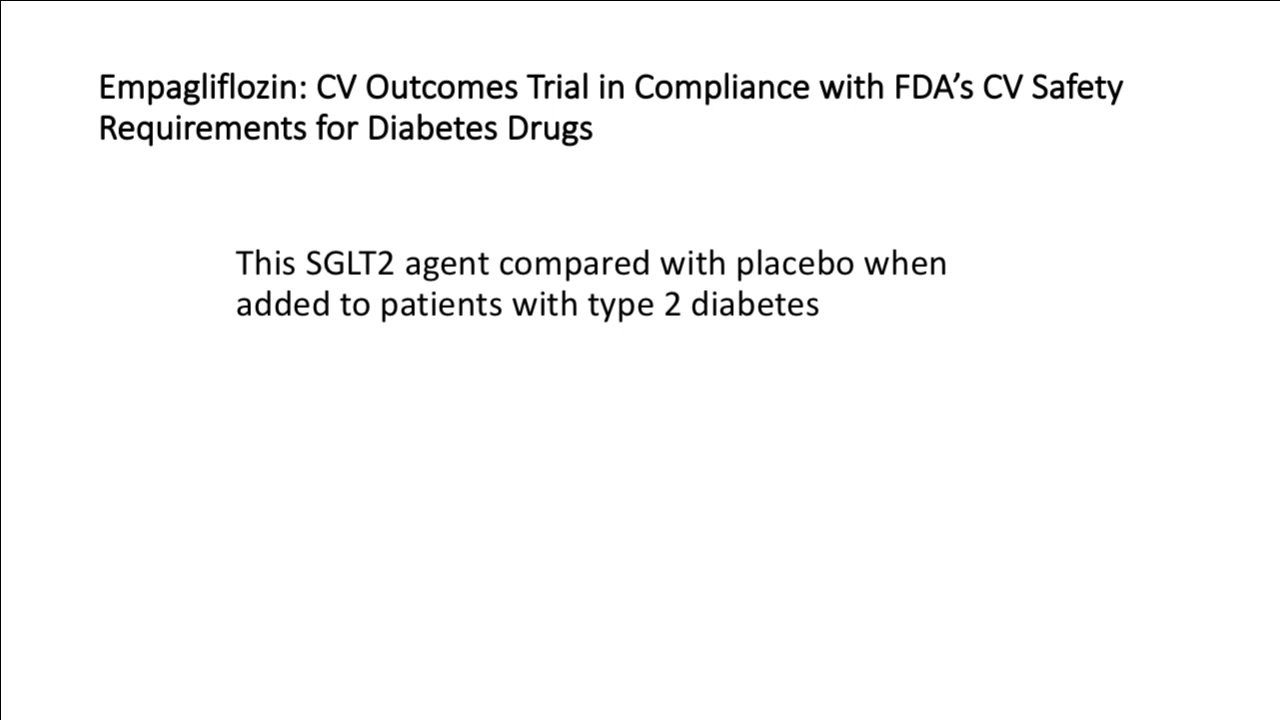 Empagliflozin: CV Outcomes Trial in Compliance with FDA’s CV Safety
Requirements for Diabetes Drugs
This SGLT2 agent compared with placebo when
added to patients with type 2 diabetes